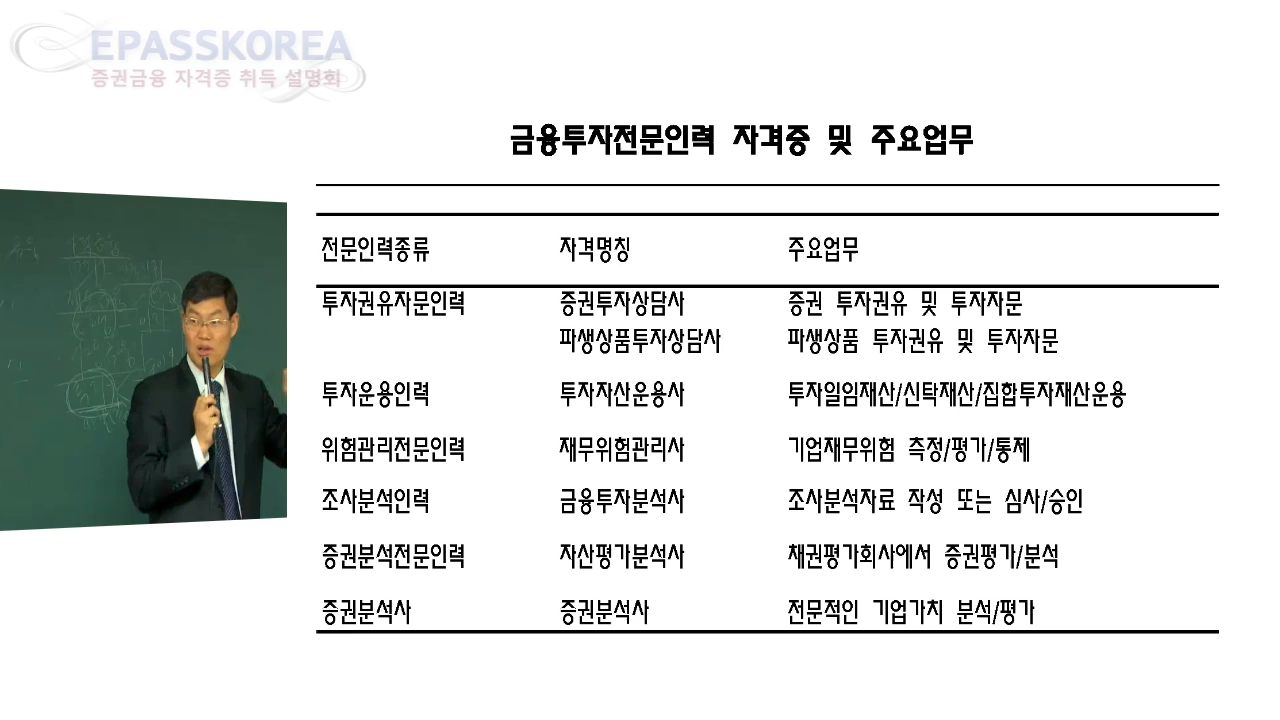 EPASSKOREA
증권금융 자격증 취득 설명회
금융투자전문인력 자격증 및 주요업무
전문인력종류 자격명칭 주요업무
투자권유자문인력 증권투자상담사 증권 투자권유 및 투자자문
파생상품투자상담사 파생상품 투자권유 및 투자자문
투자운용인력 투자자산운용사 투자일임재산/신탁재산/집합투자재산운용
위험관리전문인력 재무위험관리사 기업재무위험 측정/평가/통제
조사분석인력 금융투자분석사 조사분석자료 작성 또는 심사/승인
증권분석전문인력 자산평가분석사 채권평가회사에서 증권평가/분석
증권분석사 증권분석사 전문적인 기업가치 분석/평가